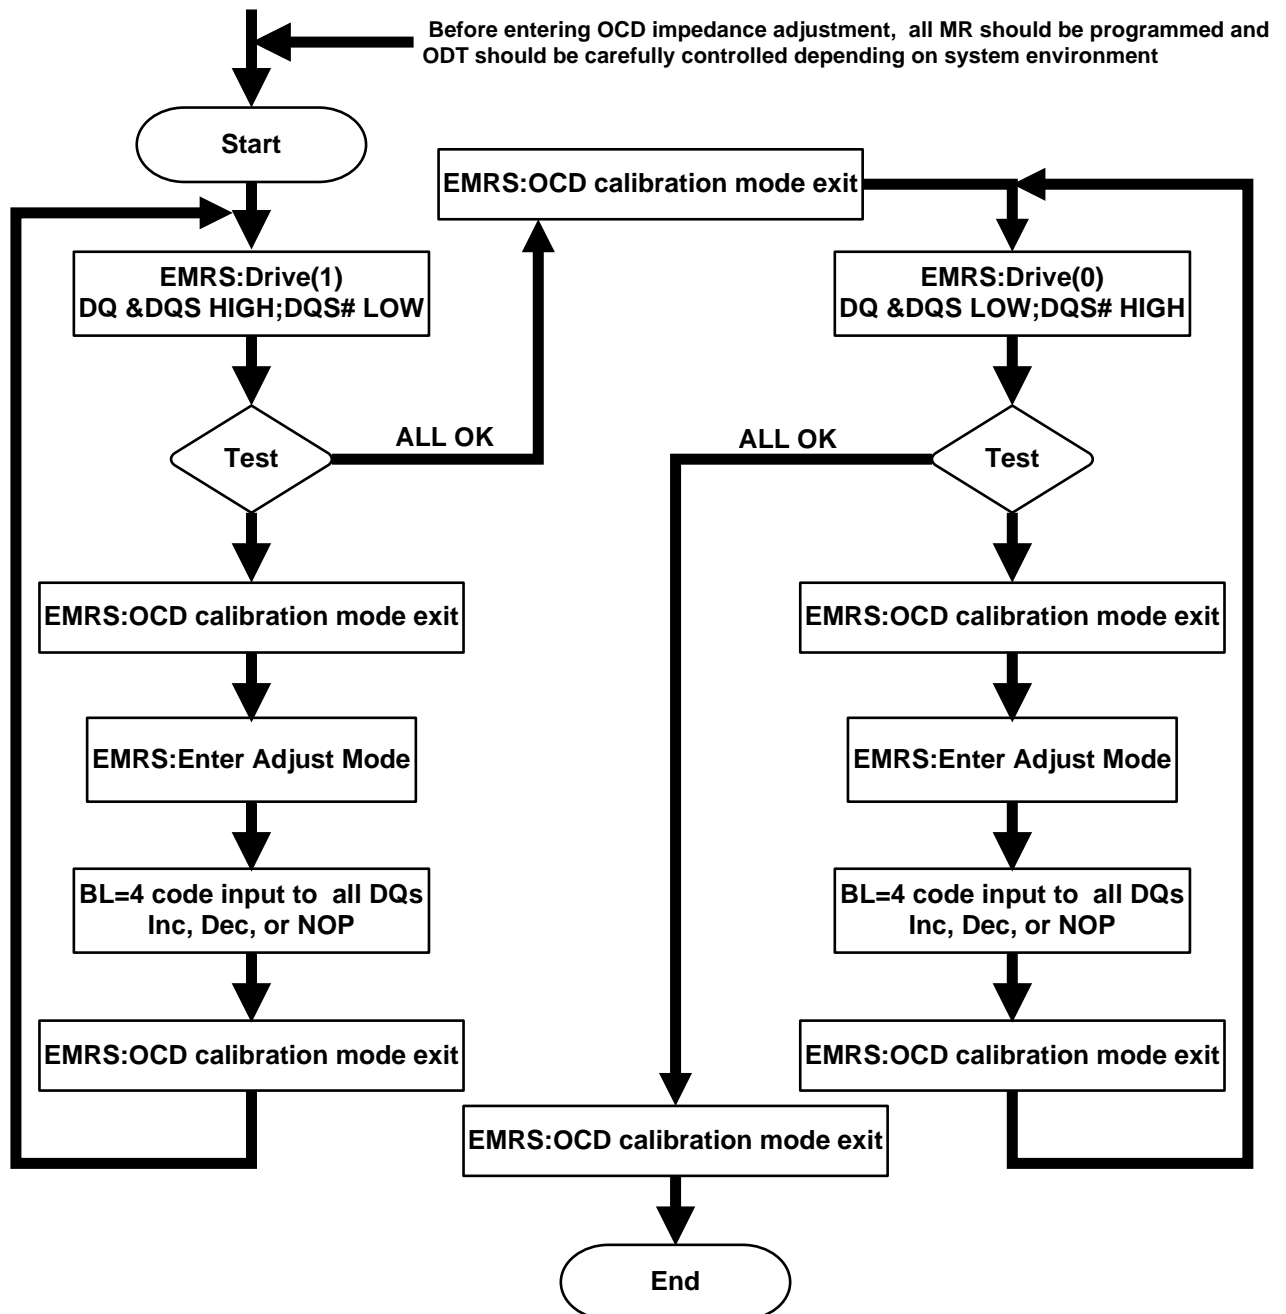 Before entering OCD impedance adjustment, all MR should be programmed and
ODT should be carefully controlled depending on system environment
Start
EMRS:OCD calibration mode exit
EMRS:Drive(1)
DQ &DQS HIGH;DQS# LOW
EMRS:Drive(0)
DQ &DQS LOW;DQS# HIGH
Test
ALL OK
ALL OK
Test
EMRS:OCD calibration mode exit
EMRS:OCD calibration mode exit
EMRS:Enter Adjust Mode
EMRS:Enter Adjust Mode
BL=4 code input to all DQs
Inc, Dec, or NOP
BL=4 code input to all DQs
Inc, Dec, or NOP
EMRS:OCD calibration mode exit
EMRS:OCD calibration mode exit
EMRS:OCD calibration mode exit
End